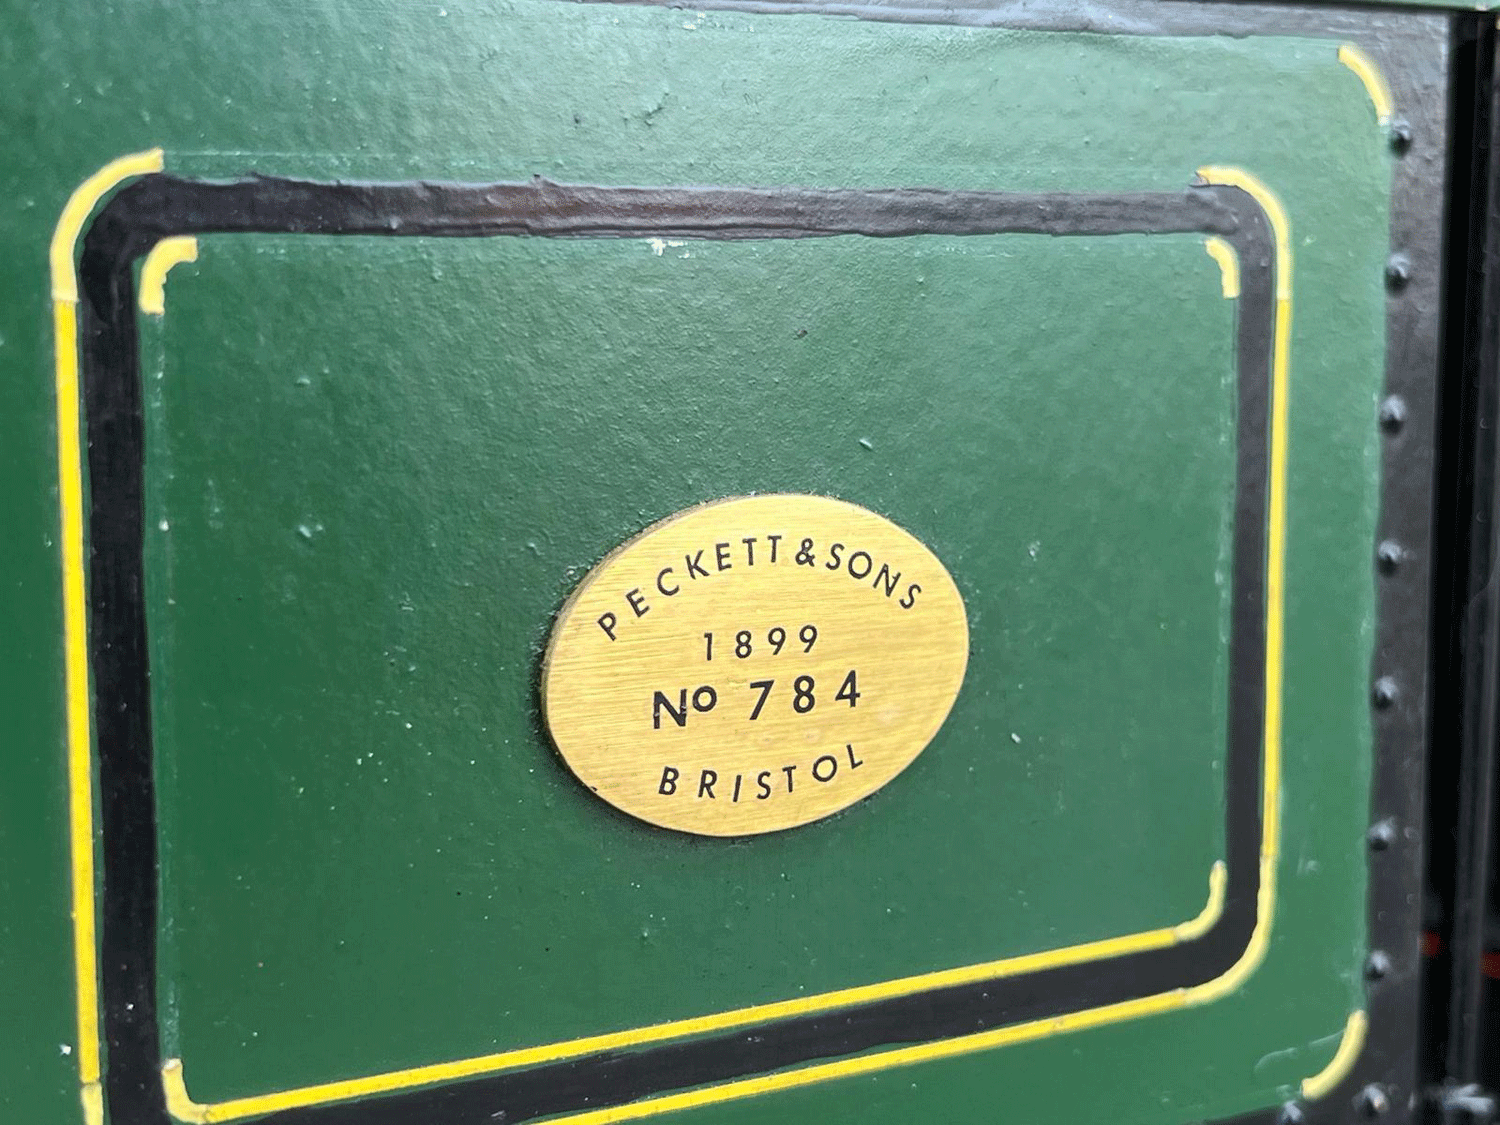 PECKETT & SONS
1899
No 784
BRISTOL